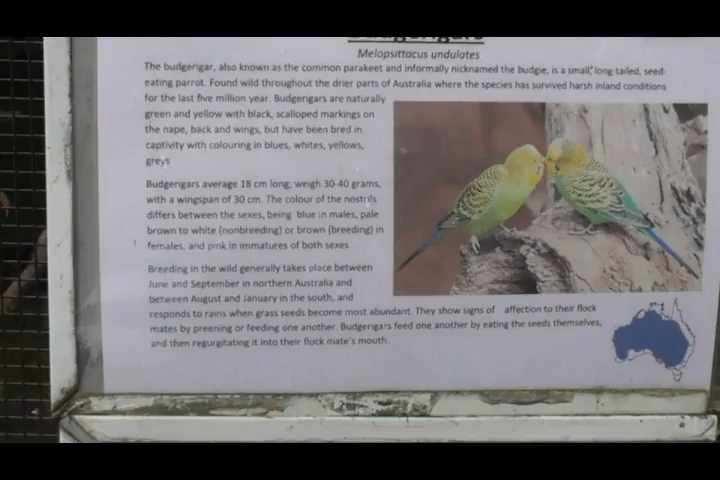 Budgerigars
Melopsittacus undulates
The budgerigar, also known as the common parakeet and informally nicknamed the budgie, is a small, long-tailed, seed-
eating parrot. Found wild throughout the drier parts of Australia where the species has survived harsh inland conditions
for the last five million year. Budgerigars are naturally
green and yellow with black, scalloped markings on
the nape, back and wings, but have been bred in
captivity with colouring in blues, whites, yellows,
greys
Budgerigars average 18 cm long, weigh 30-40 grams,
with a wingspan of 30 cm. The colour of the nostrils
differs between the sexes, being blue in males, pale
brown to white (nonbreeding) or brown (breeding) in
females, and pink in immatures of both sexes
Breeding in the wild generally takes place between
June and September in northern Australia and
between August and January in the south, and
responds to rains when grass seeds become most abundant. They show signs of affection to their flock
mates by preening or feeding one another. Budgerigars feed one another by eating the seeds themselves,
and then regurgitating it into their flock mate's mouth.